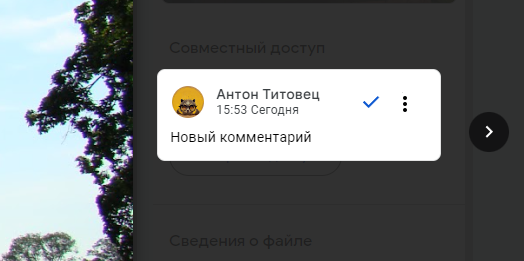 Совместный доступ
Антон Титовец
15:53 Сегодня
Новый комментарий
Сведения о файле